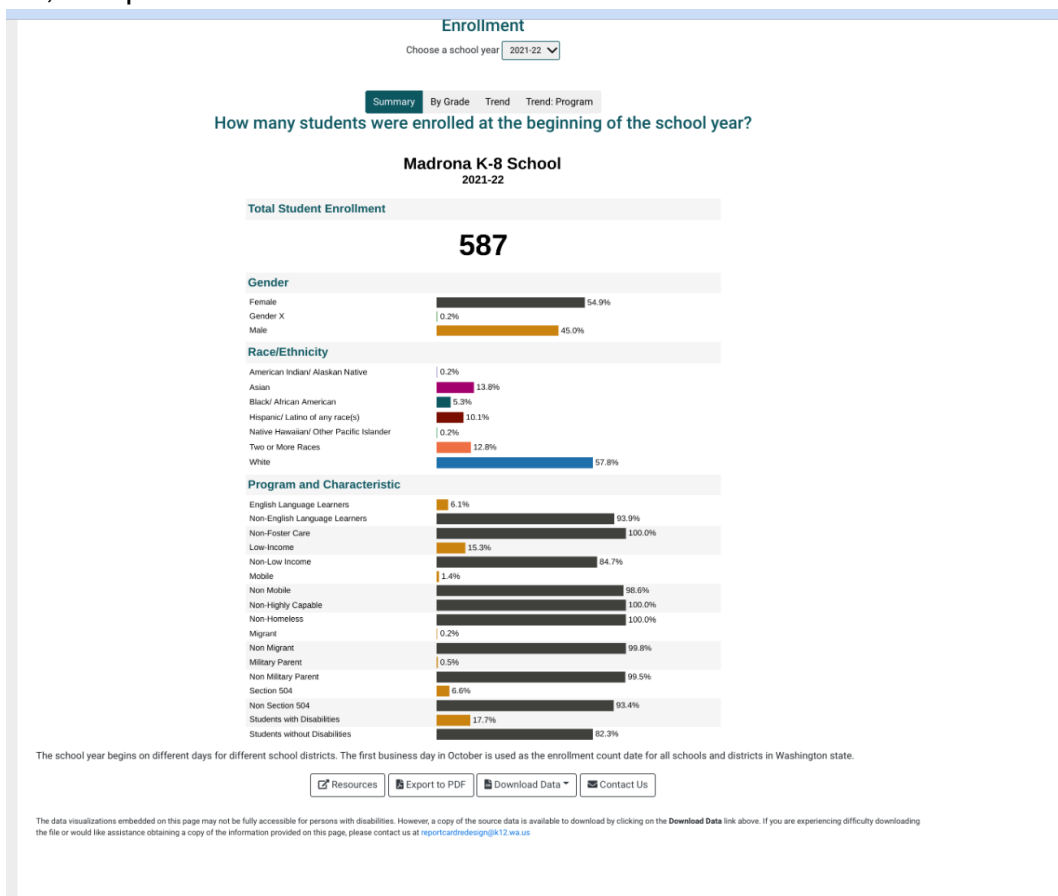 Enrollment
Choose a school year 2021-22
Summary By Grade Trend Trend: Program
How many students were enrolled at the beginning of the school year?
Madrona K-8 School
2021-22
Total Student Enrollment
587
Gender
Female 54.9%
Gender X 0.2%
Male 45.0%
Race/Ethnicity
American Indian/ Alaskan Native 0.2%
Asian 13.8%
Black/ African American 5.3%
Hispanic/ Latino of any race(s) 10.1%
Native Hawaiian/ Other Pacific Islander 0.2%
Two or More Races 12.8%
White 57.8%
Program and Characteristic
English Language Learners 6.1%
Non-English Language Learners 93.9%
Non-Foster Care 100.0%
Low-Income 15.3%
Non-Low Income 84.7%
Mobile 1.4%
Non Mobile 98.6%
Non-Highly Capable 100.0%
Non-Homeless 100.0%
Migrant 0.2%
Non Migrant 99.8%
Military Parent 0.5%
Non Military Parent 99.5%
Section 504 6.6%
Non Section 504 93.4%
Students with Disabilities 17.7%
Students without Disabilities 82.3%
The school year begins on different days for different school districts. The first business day in October is used as the enrollment count date for all schools and districts in Washington state.
Resources Export to PDF Download Data Contact Us
The data visualizations embedded on this page may not be fully accessible for persons with disabilities. However, a copy of the source data is available to download by clicking on the Download Data link above. If you are experiencing difficulty downloading
the file or would like assistance obtaining a copy of the information provided on this page, please contact us at reportcardredesign@k12.wa.us